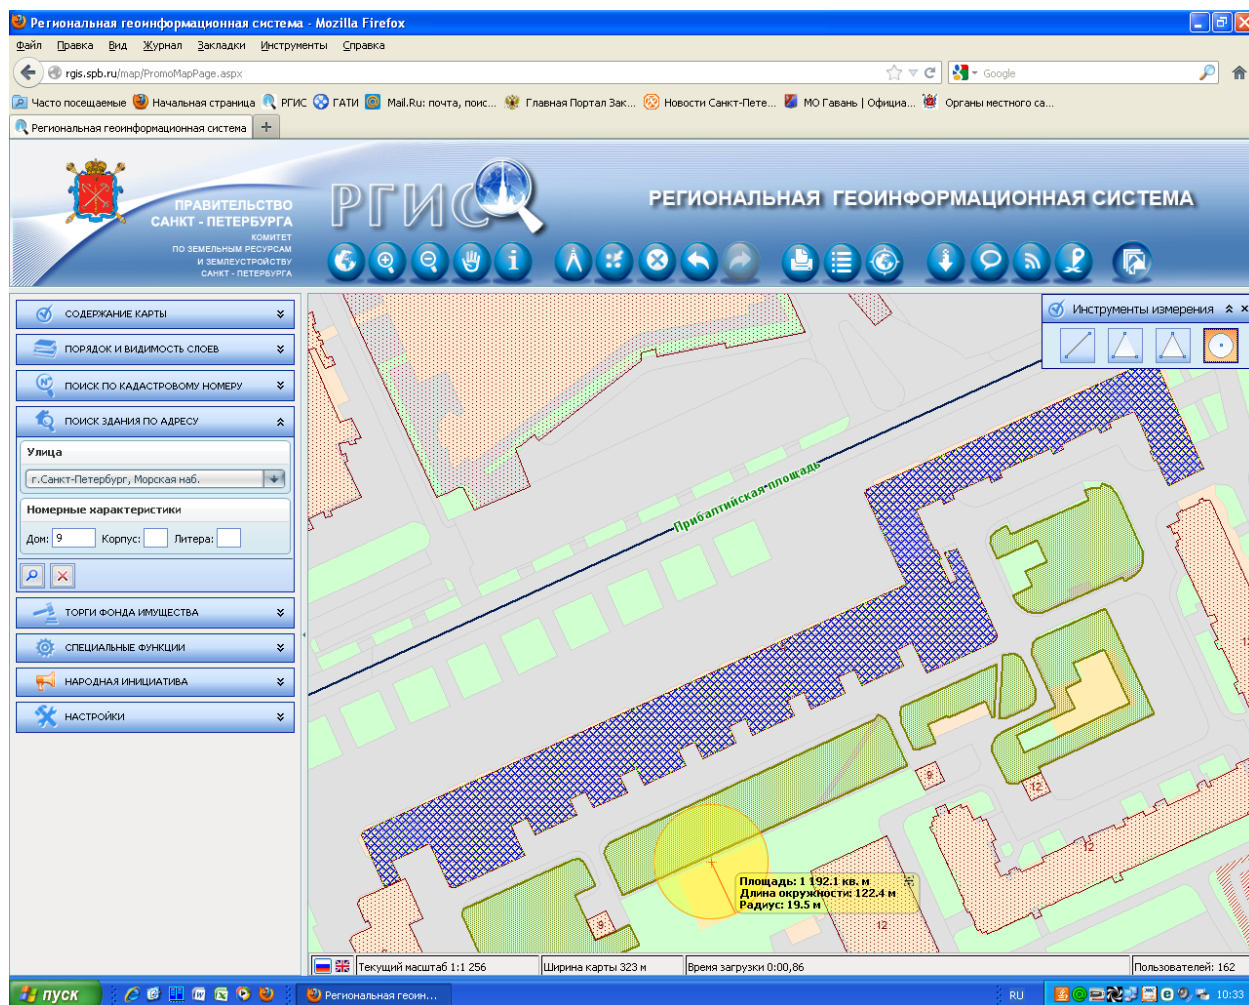 Региональная геоинформационная система - Mozilla Firefox
Файл Правка Вид Журнал Закладки Инструменты Справка
rgis.spb.ru/map/PromoMapPage.aspx
Google
Часто посещаемые Начальная страница РГИС ГАТИ Mail.Ru: почта, поис... Главная Портал Зак... Новости Санкт-Пете... МО Гавань | Официа... Органы местного са...
Региональная геоинформационная система
ПРАВИТЕЛЬСТВО
САНКТ - ПЕТЕРБУРГА
КОМИТЕТ
ПО ЗЕМЕЛЬНЫМ РЕСУРСАМ
И ЗЕМЛЕУСТРОЙСТВУ
САНКТ - ПЕТЕРБУРГА
РГИС
РЕГИОНАЛЬНАЯ ГЕОИНФОРМАЦИОННАЯ СИСТЕМА
СОДЕРЖАНИЕ КАРТЫ
ПОРЯДОК И ВИДИМОСТЬ СЛОЕВ
ПОИСК ПО КАДАСТРОВОМУ НОМЕРУ
ПОИСК ЗДАНИЯ ПО АДРЕСУ
Улица
г.Санкт-Петербург, Морская наб.
Номерные характеристики
Дом: 9 Корпус: Литера:
ТОРГИ ФОНДА ИМУЩЕСТВА
СПЕЦИАЛЬНЫЕ ФУНКЦИИ
НАРОДНАЯ ИНИЦИАТИВА
НАСТРОЙКИ
Инструменты измерения
Прибалтийская площадь
9
12
12
9
12
Площадь: 1 192.1 кв. м
Длина окружности: 122.4 м
Радиус: 19.5 м
Текущий масштаб 1:1 256
Ширина карты 323 м
Время загрузки 0:00,86
Пользователей: 162
пуск
Региональная геоин...
RU
10:33